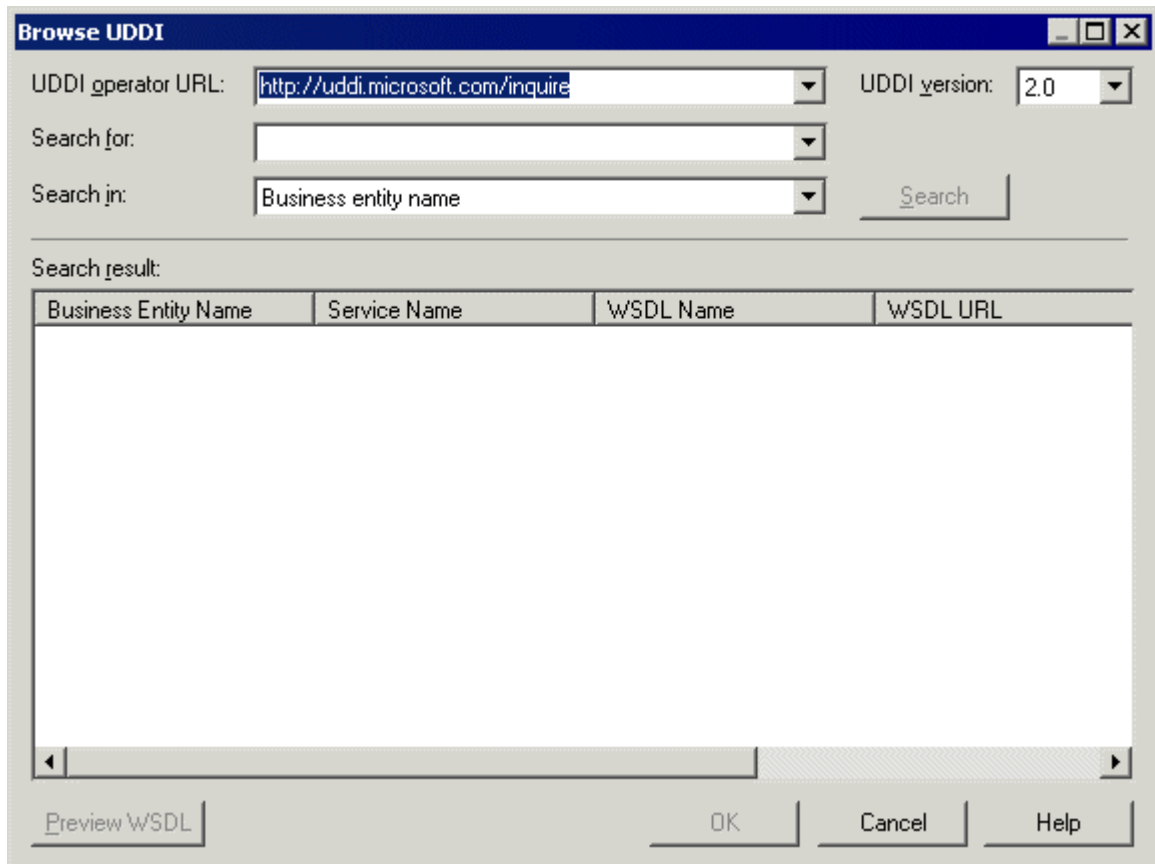 Browse UDDI
UDDI operator URL: http://uddi.microsoft.com/inquire UDDI version: 2.0
Search for:
Search in: Business entity name Search
Search result:
Business Entity Name Service Name WSDL Name WSDL URL
Preview WSDL OK Cancel Help